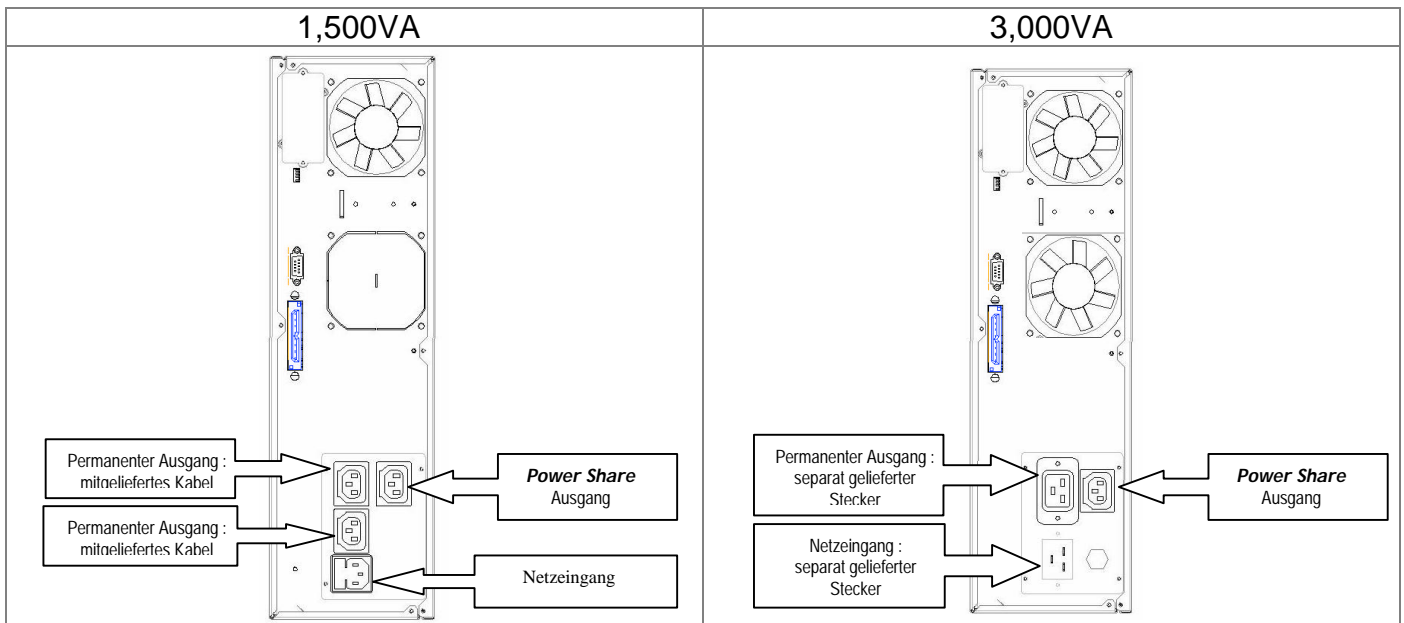 1,500VA
3,000VA
Permanenter Ausgang :
mitgeliefertes Kabel
Permanenter Ausgang :
mitgeliefertes Kabel
Power Share
Ausgang
Netzeingang
Permanenter Ausgang :
separat gelieferter
Stecker
Netzeingang :
separat gelieferter
Stecker
Power Share
Ausgang